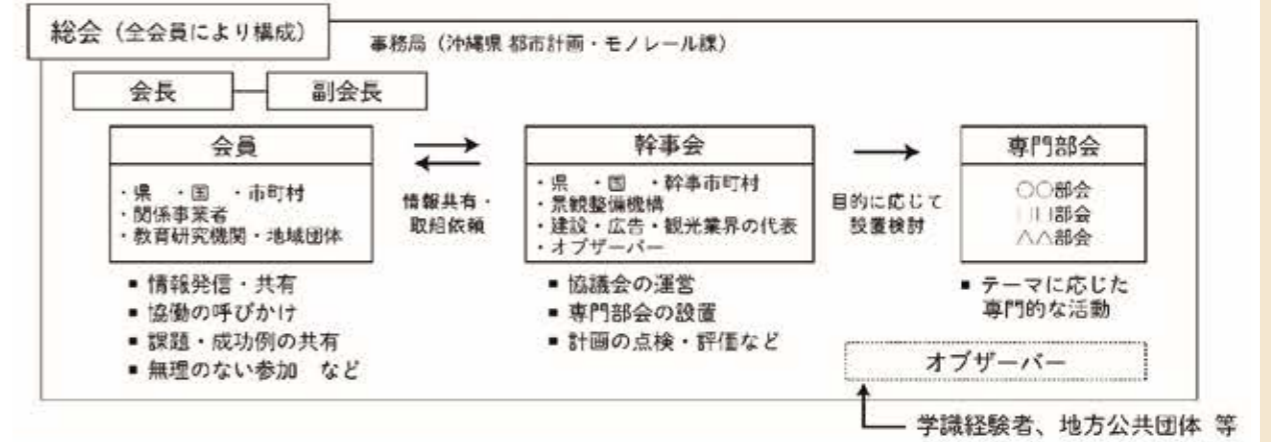 総会（全会員により構成）
事務局（沖縄県 都市計画・モノレール課）
会長
副会長
会員
・県 ・国 ・市町村
・関係事業者
・教育研究機関・地域団体
■ 情報発信・共有
■ 協働の呼びかけ
■ 課題・成功例の共有
■ 無理のない参加 など
情報共有・
取組依頼
幹事会
・県 ・国 ・幹事市町村
・景観整備機構
・建設・広告・観光業界の代表
・オブザーバー
■ 協議会の運営
■ 専門部会の設置
■ 計画の点検・評価など
目的に応じて
設置検討
専門部会
○○部会
□□部会
△△部会
■ テーマに応じた
専門的な活動
オブザーバー
学識経験者、地方公共団体 等